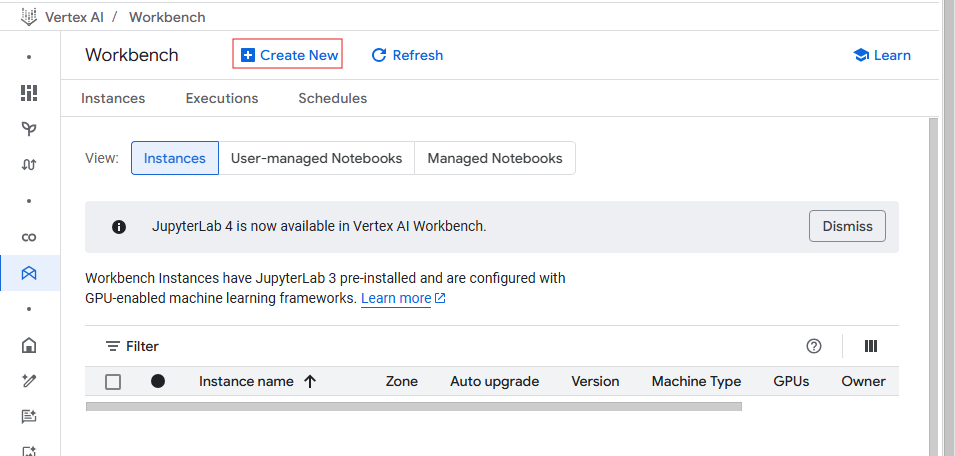 Vertex AI / Workbench
Workbench Create New Refresh Learn
Instances Executions Schedules
View: Instances User-managed Notebooks Managed Notebooks
JupyterLab 4 is now available in Vertex AI Workbench. Dismiss
Workbench Instances have JupyterLab 3 pre-installed and are configured with
GPU-enabled machine learning frameworks. Learn more
Filter
Instance name Zone Auto upgrade Version Machine Type GPUs Owner